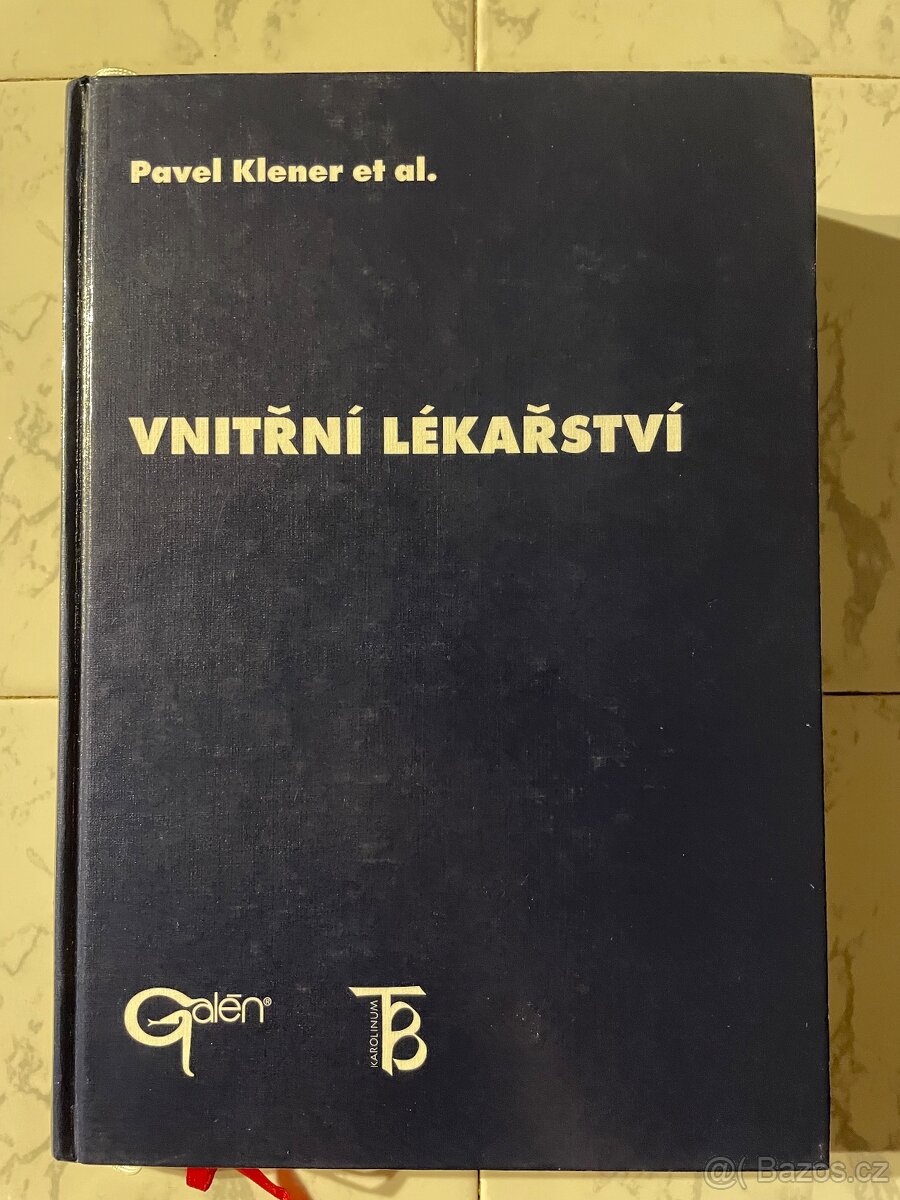 Pavel Klener et al.
VNITŘNÍ LÉKAŘSTVÍ
Galén®
KAROLINUM
@( Bazos.cz